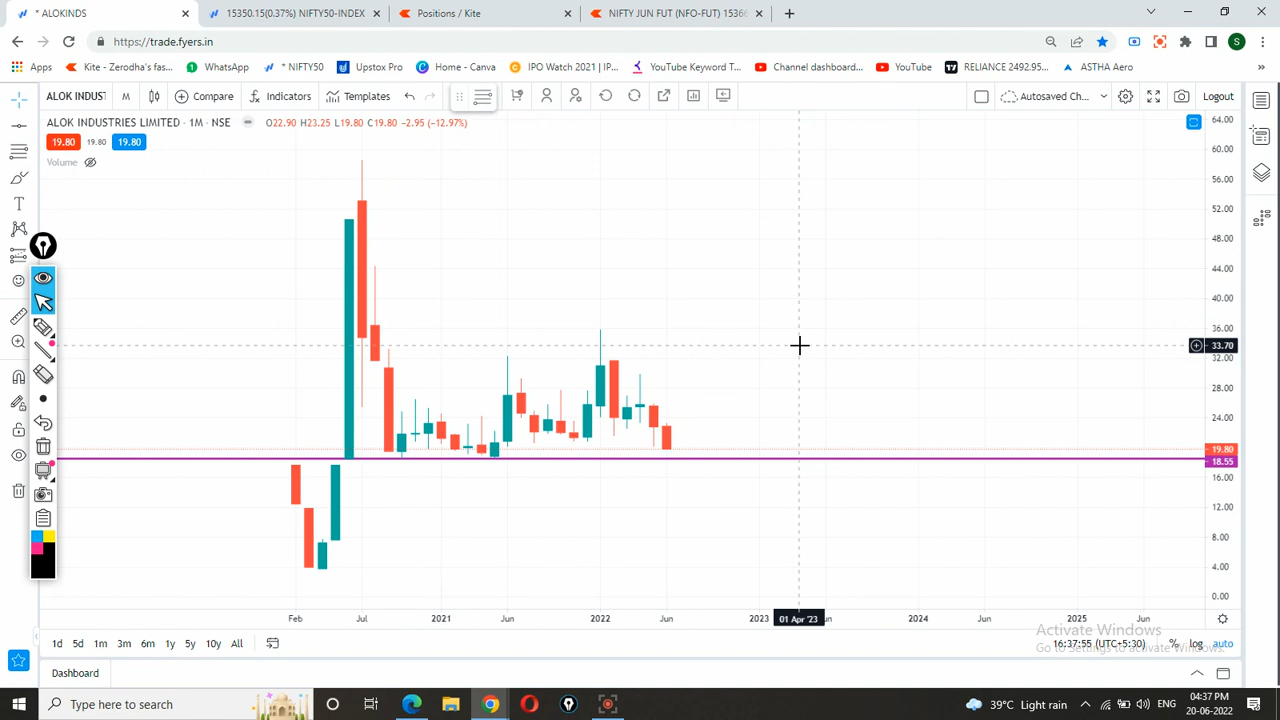 * ALOKINDS
15350.15(0.37%) NIFTY50-INDEX
Positions / Kite
NIFTY JUN FUT (NFO-FUT) 15366
https://trade.fyers.in
S
Apps
Kite - Zerodha's fas...
WhatsApp
* NIFTY50
Upstox Pro
Home - Canva
IPO Watch 2021 | IP...
YouTube Keyword T...
Channel dashboard...
YouTube
RELIANCE 2492.95...
ASTHA Aero
»
ALOK INDUST
M
Compare
Indicators
Templates
Autosaved Ch...
Logout
ALOK INDUSTRIES LIMITED · 1M · NSE
O22.90 H23.25 L19.80 C19.80 -2.95 (-12.97%)
19.80 19.80 19.80
Volume
64.00
60.00
56.00
52.00
48.00
44.00
40.00
36.00
33.70
32.00
28.00
24.00
19.80
18.55
16.00
12.00
8.00
4.00
0.00
Feb Jul 2021 Jun 2022 Jun 2023 01 Apr '23 un 2024 Jun 2025 Jun
1d 5d 1m 3m 6m 1y 5y 10y All
16:37:55 (UTC+5:30) % log auto
Activate Windows
Go to Settings to activate Windows.
Dashboard
Type here to search
39°C Light rain
ENG
04:37 PM
20-06-2022